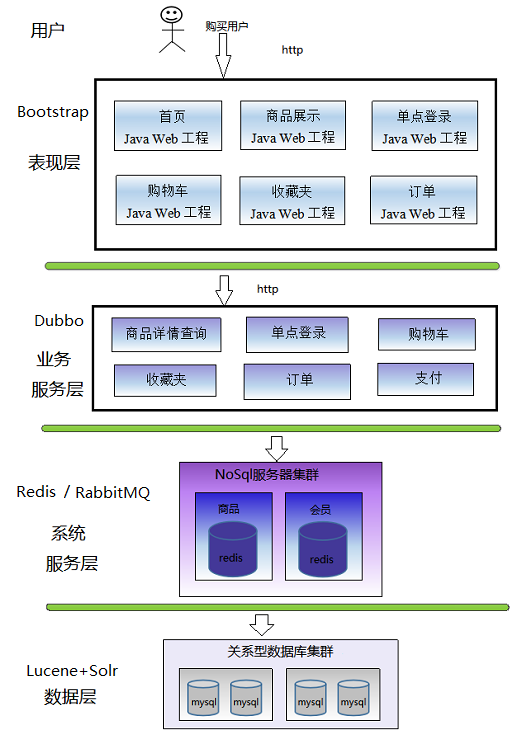 用户
购买用户
http
Bootstrap
表现层
首页
Java Web 工程
商品展示
Java Web 工程
单点登录
Java Web 工程
购物车
Java Web 工程
收藏夹
Java Web 工程
订单
Java Web 工程
http
Dubbo
业务
服务层
商品详情查询
单点登录
购物车
收藏夹
订单
支付
Redis / RabbitMQ
系统
服务层
NoSql服务器集群
商品
redis
会员
redis
Lucene+Solr
数据层
关系型数据库集群
mysql
mysql
mysql
mysql